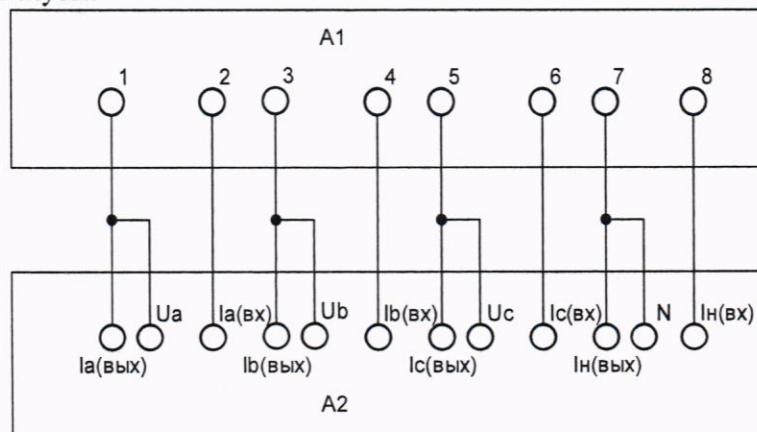 A1
1 2 3 4 5 6 7 8
Ua Ia(вх) Ub Ib(вх) Uc Ic(вх) N Iн(вх)
Ia(вых) Ib(вых) Ic(вых) Iн(вых)
A2